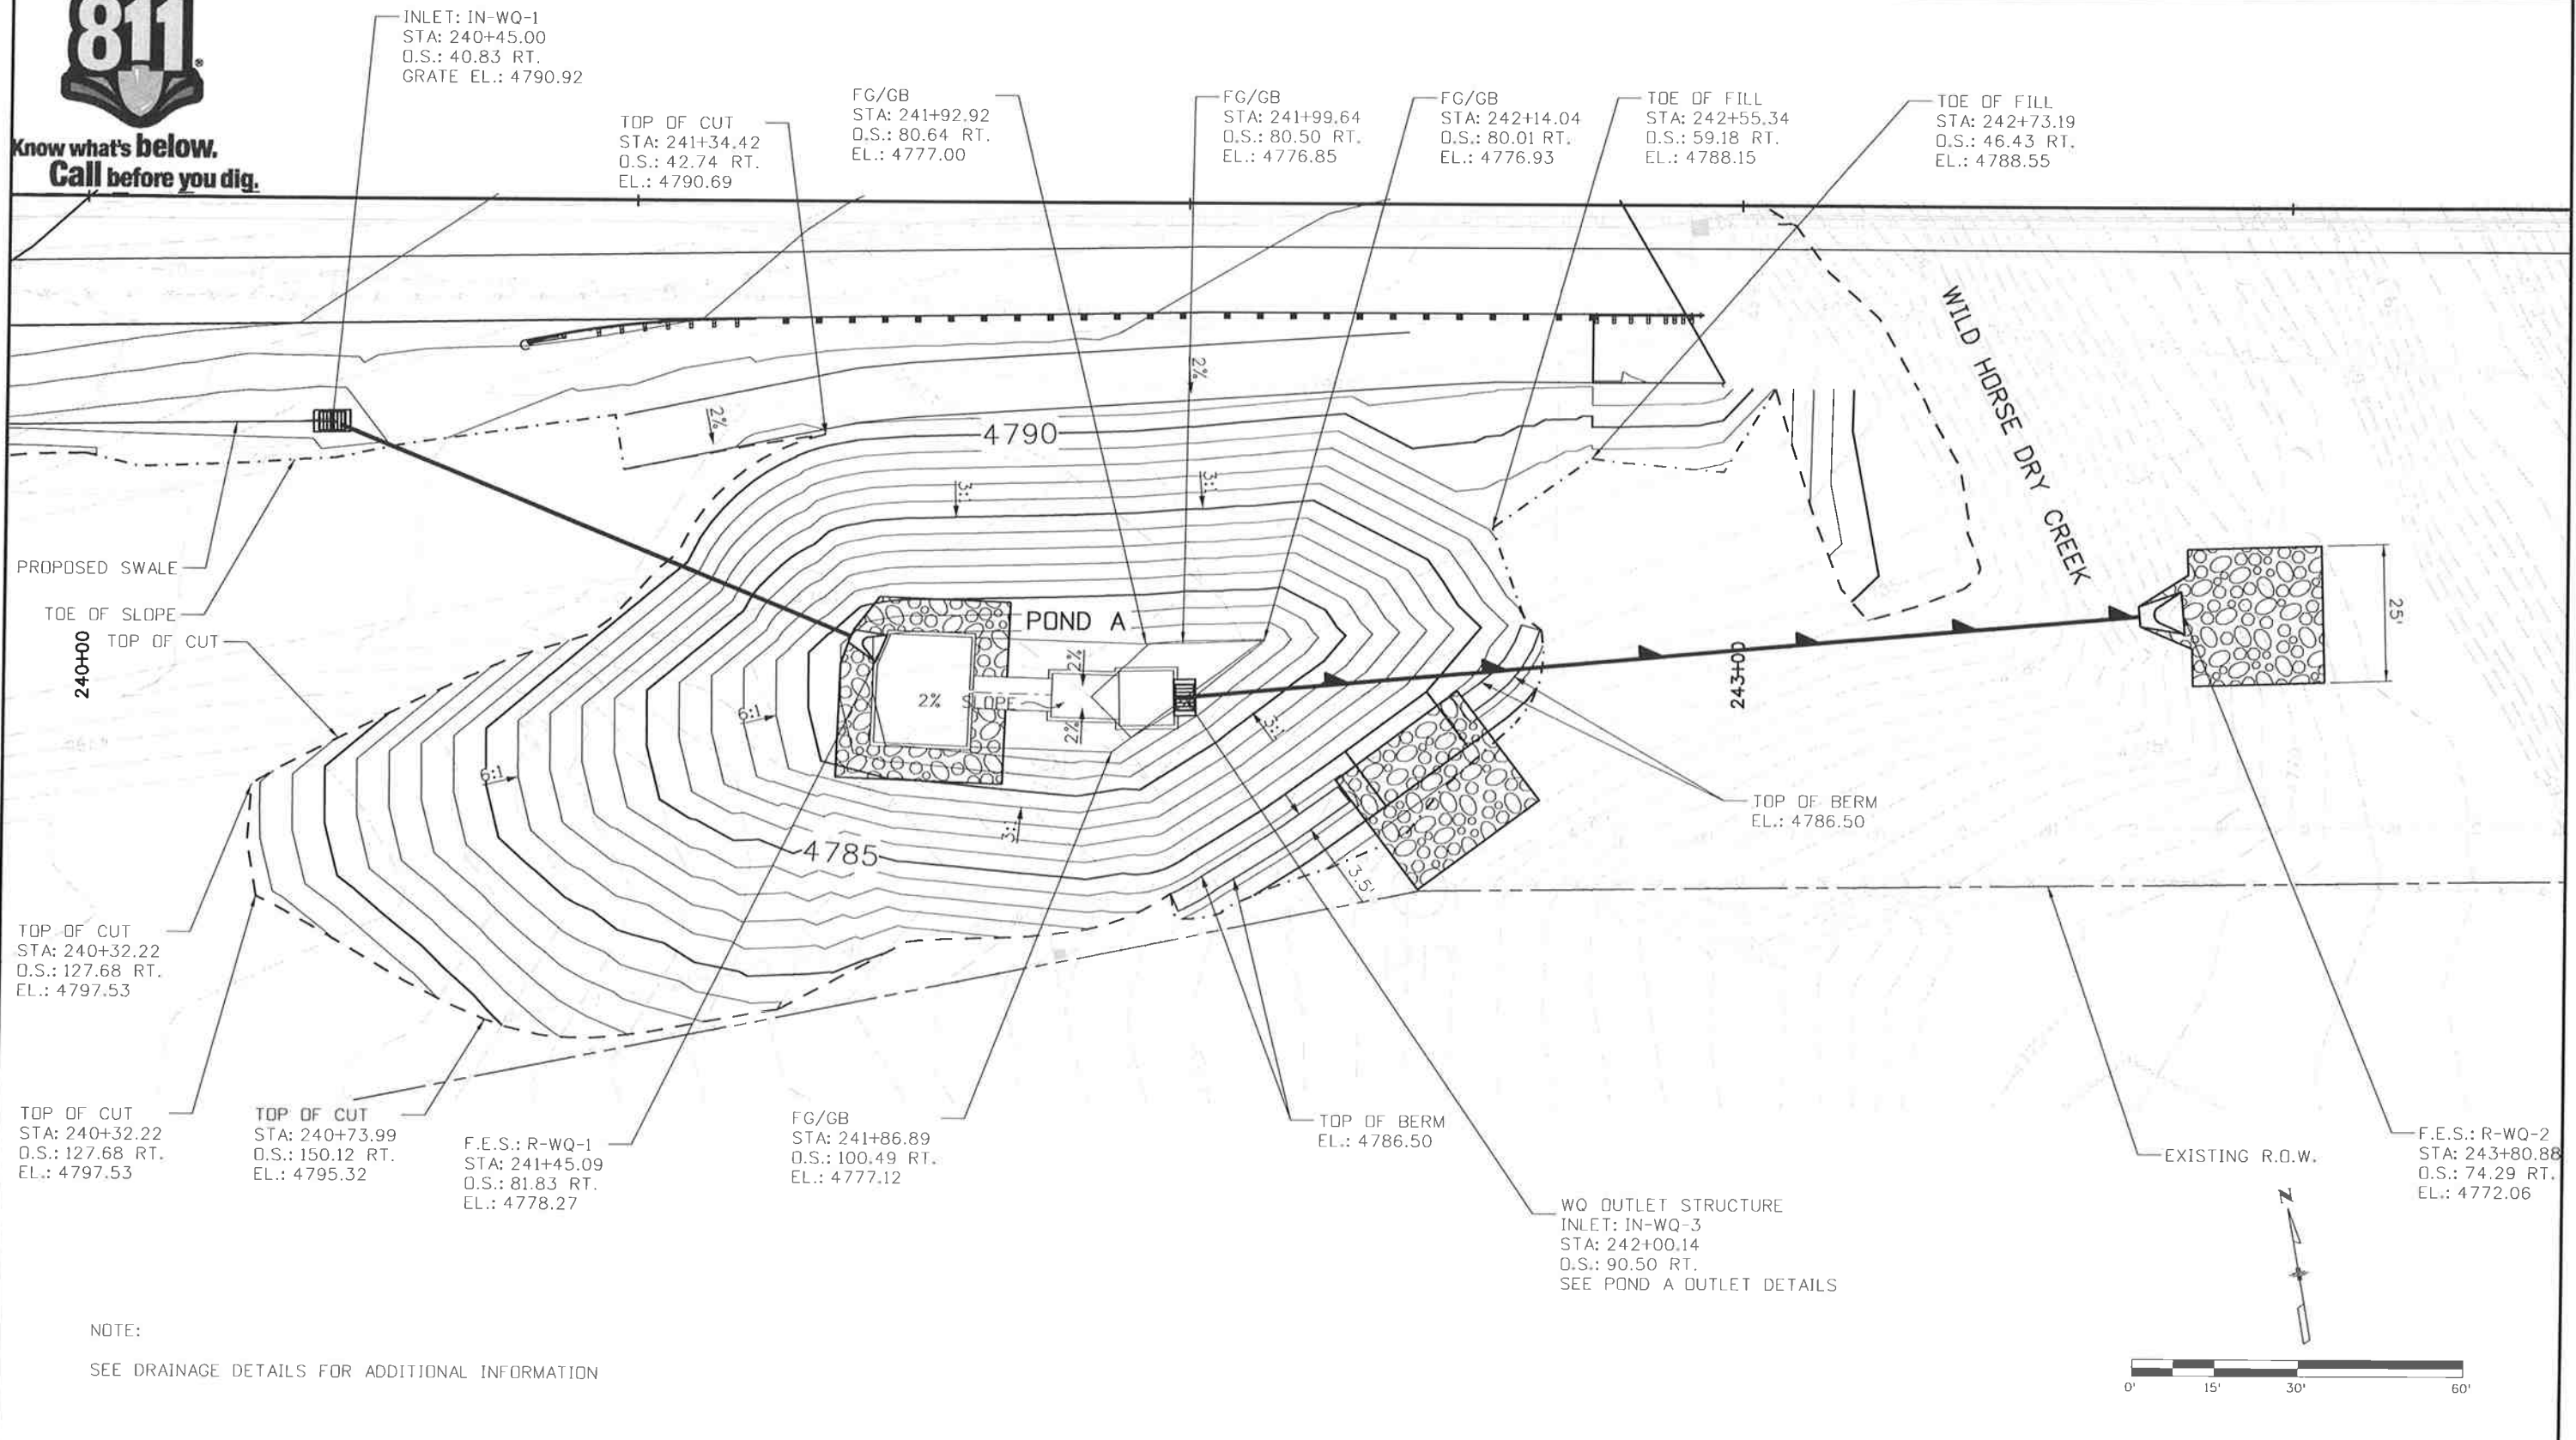 811
Know what's below.
Call before you dig.
INLET: IN-WQ-1
STA: 240+45.00
O.S.: 40.83 RT.
GRATE EL.: 4790.92
TOP OF CUT
STA: 241+34.42
O.S.: 42.74 RT.
EL.: 4790.69
FG/GB
STA: 241+92.92
O.S.: 80.64 RT.
EL.: 4777.00
FG/GB
STA: 241+99.64
O.S.: 80.50 RT.
EL.: 4776.85
FG/GB
STA: 242+14.04
O.S.: 80.01 RT.
EL.: 4776.93
TOE OF FILL
STA: 242+55.34
O.S.: 59.18 RT.
EL.: 4788.15
TOE OF FILL
STA: 242+73.19
O.S.: 46.43 RT.
EL.: 4788.55
WILD HORSE DRY CREEK
2%
2%
4790
3:1
3:1
PROPOSED SWALE
TOE OF SLOPE
TOP OF CUT
240+00
POND A
2%
2% SLOPE
2%
6:1
6:1
3:1
3:1
4785
243+00
25'
13.5'
TOP OF BERM
EL.: 4786.50
TOP OF CUT
STA: 240+32.22
O.S.: 127.68 RT.
EL.: 4797.53
TOP OF CUT
STA: 240+32.22
O.S.: 127.68 RT.
EL.: 4797.53
TOP OF CUT
STA: 240+73.99
O.S.: 150.12 RT.
EL.: 4795.32
F.E.S.: R-WQ-1
STA: 241+45.09
O.S.: 81.83 RT.
EL.: 4778.27
FG/GB
STA: 241+86.89
O.S.: 100.49 RT.
EL.: 4777.12
TOP OF BERM
EL.: 4786.50
WQ OUTLET STRUCTURE
INLET: IN-WQ-3
STA: 242+00.14
O.S.: 90.50 RT.
SEE POND A OUTLET DETAILS
EXISTING R.O.W.
F.E.S.: R-WQ-2
STA: 243+80.88
O.S.: 74.29 RT.
EL.: 4772.06
N
NOTE:
SEE DRAINAGE DETAILS FOR ADDITIONAL INFORMATION
0' 15' 30' 60'